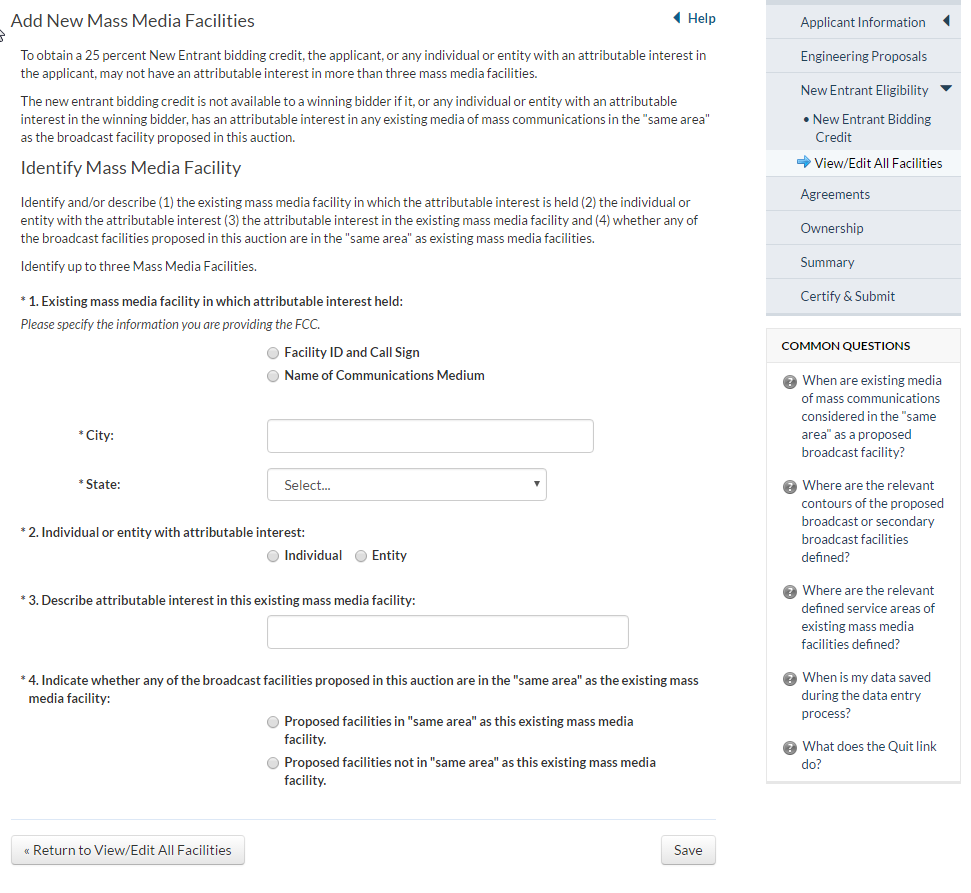 Add New Mass Media Facilities
Help
To obtain a 25 percent New Entrant bidding credit, the applicant, or any individual or entity with an attributable interest in
the applicant, may not have an attributable interest in more than three mass media facilities.
The new entrant bidding credit is not available to a winning bidder if it, or any individual or entity with an attributable
interest in the winning bidder, has an attributable interest in any existing media of mass communications in the "same area"
as the broadcast facility proposed in this auction.
Identify Mass Media Facility
Identify and/or describe (1) the existing mass media facility in which the attributable interest is held (2) the individual or
entity with the attributable interest (3) the attributable interest in the existing mass media facility and (4) whether any of
the broadcast facilities proposed in this auction are in the "same area" as existing mass media facilities.
Identify up to three Mass Media Facilities.
* 1. Existing mass media facility in which attributable interest held:
Please specify the information you are providing the FCC.
Facility ID and Call Sign
Name of Communications Medium
* City:
* State:
Select...
* 2. Individual or entity with attributable interest:
Individual
Entity
* 3. Describe attributable interest in this existing mass media facility:
* 4. Indicate whether any of the broadcast facilities proposed in this auction are in the "same area" as the existing mass
media facility:
Proposed facilities in "same area" as this existing mass media
facility.
Proposed facilities not in "same area" as this existing mass media
facility.
« Return to View/Edit All Facilities
Save
Applicant Information
Engineering Proposals
New Entrant Eligibility
• New Entrant Bidding
Credit
View/Edit All Facilities
Agreements
Ownership
Summary
Certify & Submit
COMMON QUESTIONS
When are existing media
of mass communications
considered in the "same
area" as a proposed
broadcast facility?
Where are the relevant
contours of the proposed
broadcast or secondary
broadcast facilities
defined?
Where are the relevant
defined service areas of
existing mass media
facilities defined?
When is my data saved
during the data entry
process?
What does the Quit link
do?